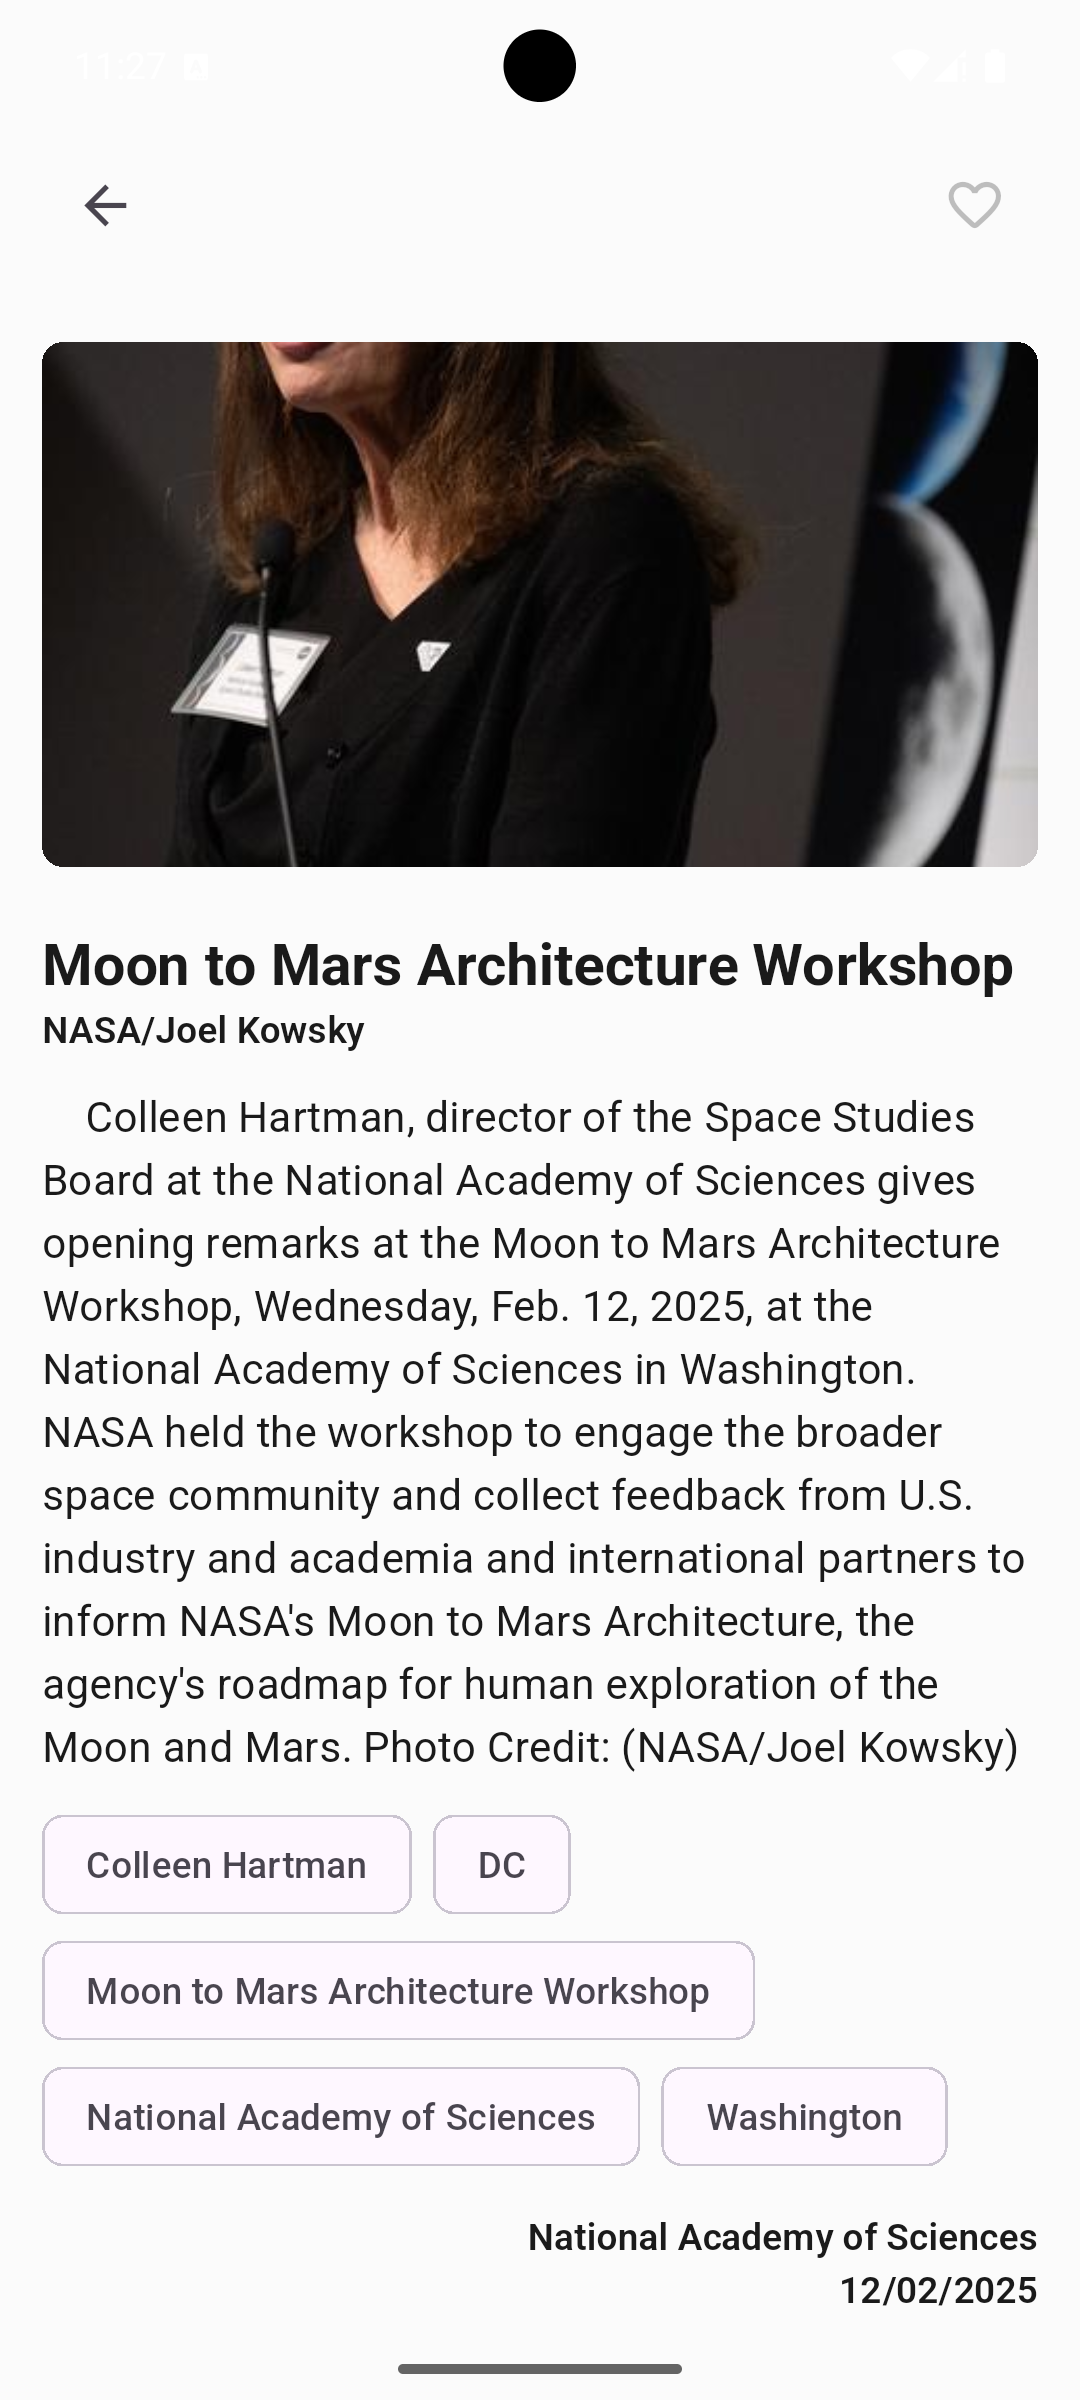 11:27
Moon to Mars Architecture Workshop
NASA/Joel Kowsky
Colleen Hartman, director of the Space Studies
Board at the National Academy of Sciences gives
opening remarks at the Moon to Mars Architecture
Workshop, Wednesday, Feb. 12, 2025, at the
National Academy of Sciences in Washington.
NASA held the workshop to engage the broader
space community and collect feedback from U.S.
industry and academia and international partners to
inform NASA's Moon to Mars Architecture, the
agency's roadmap for human exploration of the
Moon and Mars. Photo Credit: (NASA/Joel Kowsky)
Colleen Hartman
DC
Moon to Mars Architecture Workshop
National Academy of Sciences
Washington
National Academy of Sciences
12/02/2025